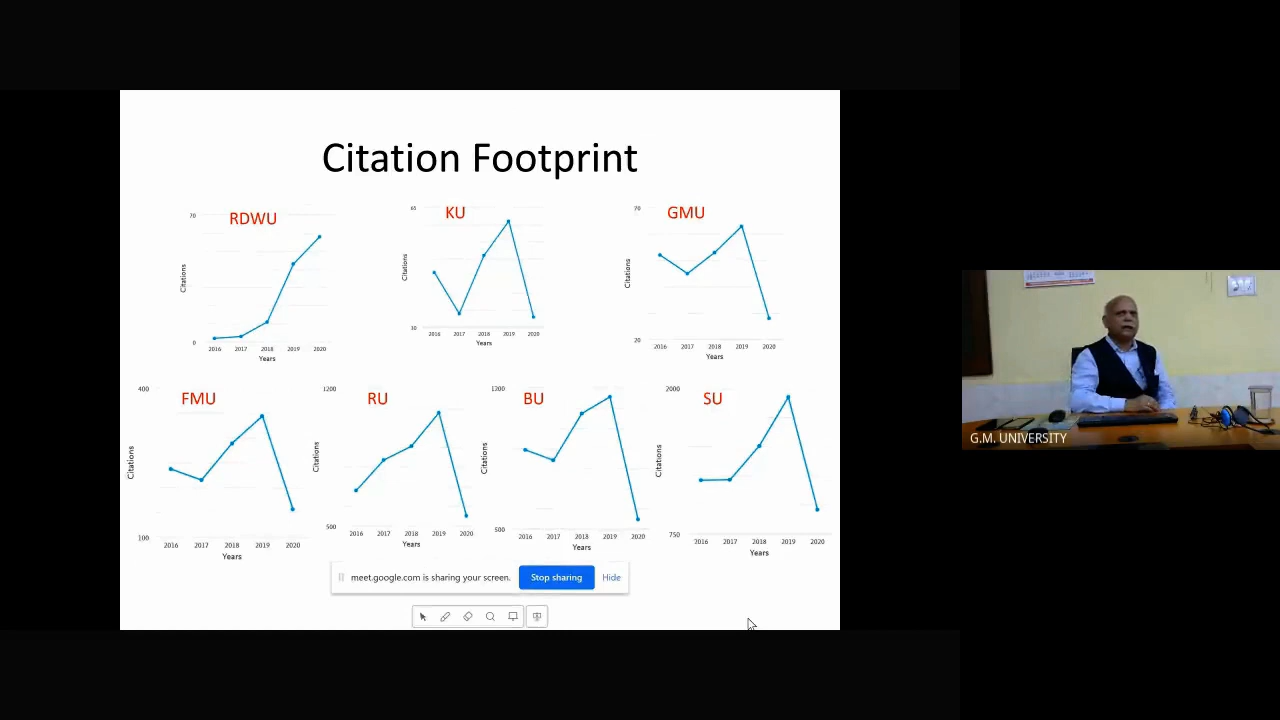 Citation Footprint
RDWU
70
Citations
0
2016 2017 2018 2019 2020
Years
KU
65
Citations
30
2016 2017 2018 2019 2020
Years
GMU
70
Citations
20
2016 2017 2018 2019 2020
Years
FMU
400
Citations
100
2016 2017 2018 2019 2020
Years
RU
1200
Citations
500
2016 2017 2018 2019 2020
Years
BU
1200
Citations
500
2016 2017 2018 2019 2020
Years
SU
2000
Citations
750
2016 2017 2018 2019 2020
Years
meet.google.com is sharing your screen. Stop sharing Hide
G.M. UNIVERSITY